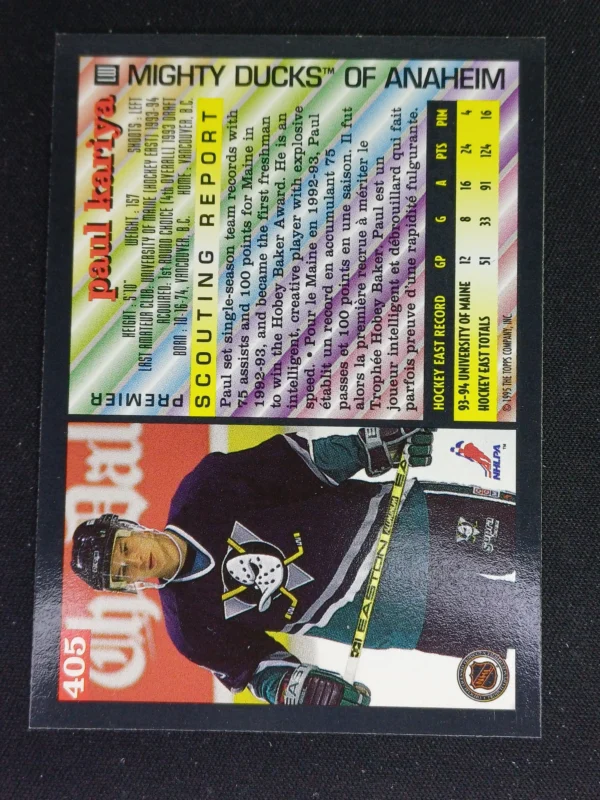 405
PREMIER
paul kariya
HEIGHT : 5'10" WEIGHT : 157 SHOOTS : LEFT
LAST AMATEUR CLUB: UNIVERSITY OF MAINE (HOCKEY EAST) 1993-94
ACQUIRED: 1st ROUND CHOICE (4th OVERALL) 1993 DRAFT
BORN : 10-16-74, VANCOUVER, B.C. HOME : VANCOUVER, B.C.
MIGHTY DUCKS™ OF ANAHEIM
SCOUTING REPORT
Paul set single-season team records with
75 assists and 100 points for Maine in
1992-93, and became the first freshman
to win the Hobey Baker Award. He is an
intelligent, creative player with explosive
speed. • Pour le Maine en 1992-93, Paul
établit un record en accumulant 75
passes et 100 points en une saison. Il fut
alors la première recrue à mériter le
Trophée Hobey Baker. Paul est un
joueur intelligent et débrouillard qui fait
parfois preuve d'une rapidité fulgurante.
HOCKEY EAST RECORD GP G A PTS PIM
93-94 UNIVERSITY OF MAINE 12 8 16 24 4
HOCKEY EAST TOTALS 51 33 91 124 16
© 1995 THE TOPPS COMPANY, INC.
EASTON
NHLPA™
NHL